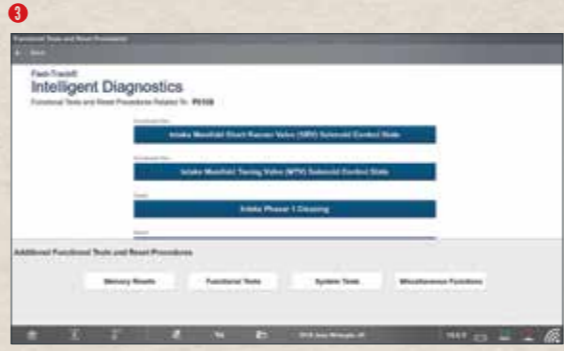 3
Functional Tests and Reset Procedures
Back
Fast-Track®
Intelligent Diagnostics
Functional Tests and Reset Procedures Related To
Intake Manifold Short Runner Valve (SRV) Solenoid Control State
Intake Manifold Tuning Valve (MTV) Solenoid Control State
Intake Phaser 1 Cleaning
Additional Functional Tests and Reset Procedures
Memory Resets
Functional Tests
System Tests
Miscellaneous Functions
Jeep Wrangler